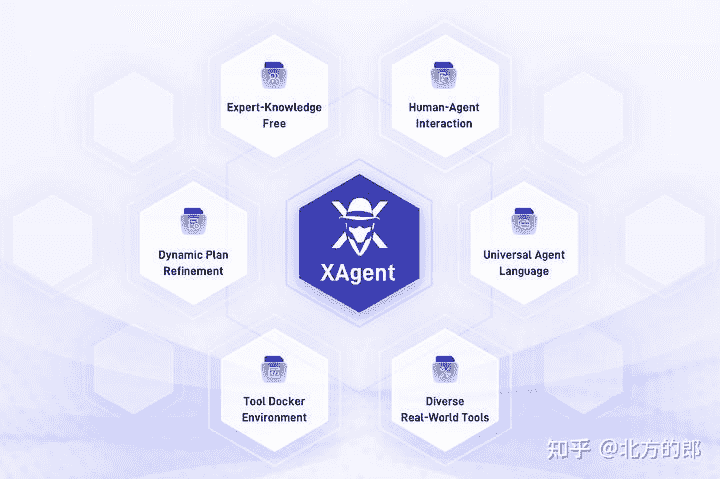 Expert-Knowledge
Free
Human-Agent
Interaction
Dynamic Plan
Refinement
XAgent
Universal Agent
Language
Tool Docker
Environment
Diverse
Real-World Tools
知乎 @北方的郎